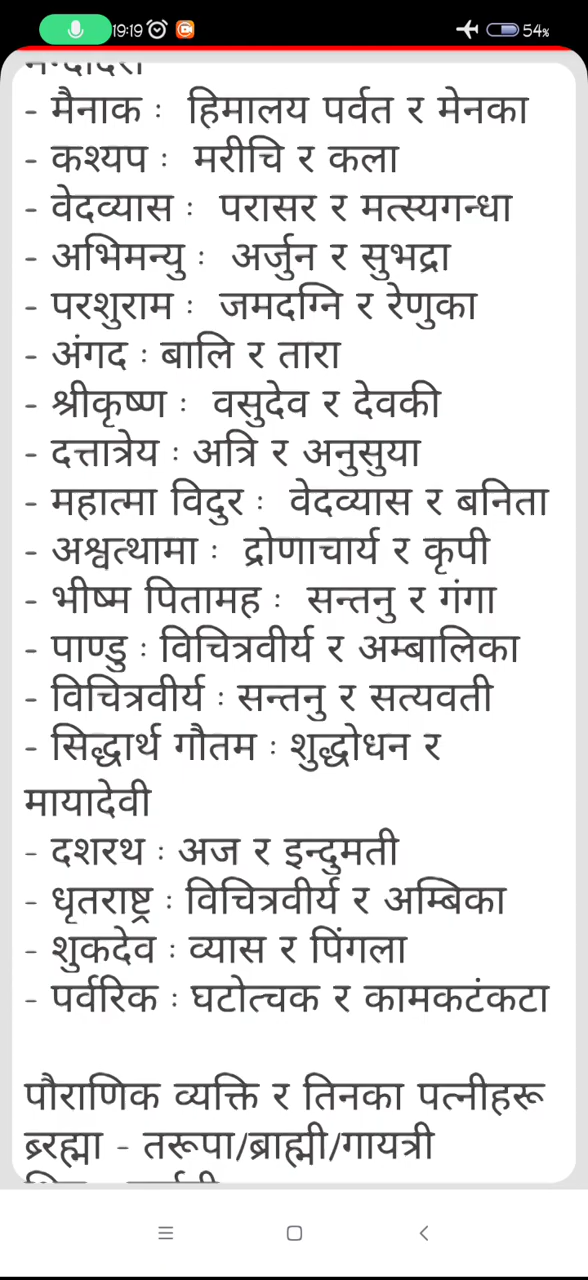 19:19 54%
- मैनाक : हिमालय पर्वत र मेनका
- कश्यप : मरीचि र कला
- वेदव्यास : परासर र मत्स्यगन्धा
- अभिमन्यु : अर्जुन र सुभद्रा
- परशुराम : जमदग्नि र रेणुका
- अंगद : बालि र तारा
- श्रीकृष्ण : वसुदेव र देवकी
- दत्तात्रेय : अत्रि र अनुसुया
- महात्मा विदुर : वेदव्यास र बनिता
- अश्वत्थामा : द्रोणाचार्य र कृपी
- भीष्म पितामह : सन्तनु र गंगा
- पाण्डु : विचित्रवीर्य र अम्बालिका
- विचित्रवीर्य : सन्तनु र सत्यवती
- सिद्धार्थ गौतम : शुद्धोधन र
मायादेवी
- दशरथ : अज र इन्दुमती
- धृतराष्ट्र : विचित्रवीर्य र अम्बिका
- शुकदेव : व्यास र पिंगला
- पर्वरिक : घटोत्चक र कामकटंकटा
पौराणिक व्यक्ति र तिनका पत्नीहरू
ब्र्रह्मा - तरूपा/ब्राह्मी/गायत्री